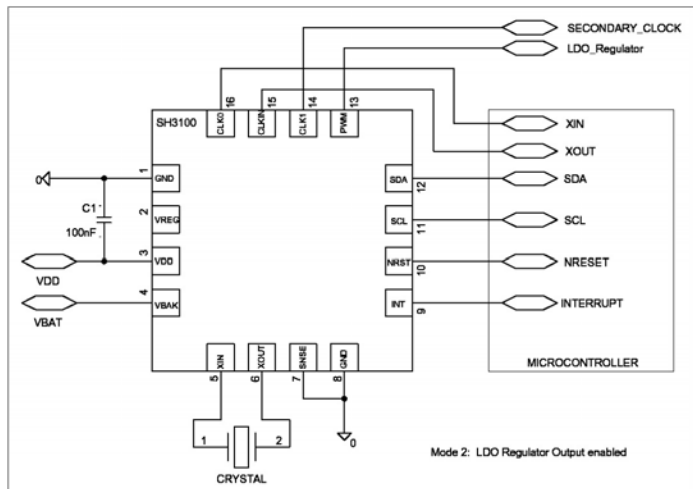 SECONDARY_CLOCK
LDO_Regulator
16
15
14
13
SH3100
CLK0
CLKIN
CLK1
PWM
XIN
XOUT
0
1
GND
SDA
12
SDA
C1
100nF
2
VREG
SCL
11
SCL
3
VDD
NRST
10
NRESET
VDD
4
VBAK
INT
9
INTERRUPT
VBAT
XIN
XOUT
SNSE
GND
MICROCONTROLLER
5
6
7
8
1
2
0
CRYSTAL
Mode 2: LDO Regulator Output enabled